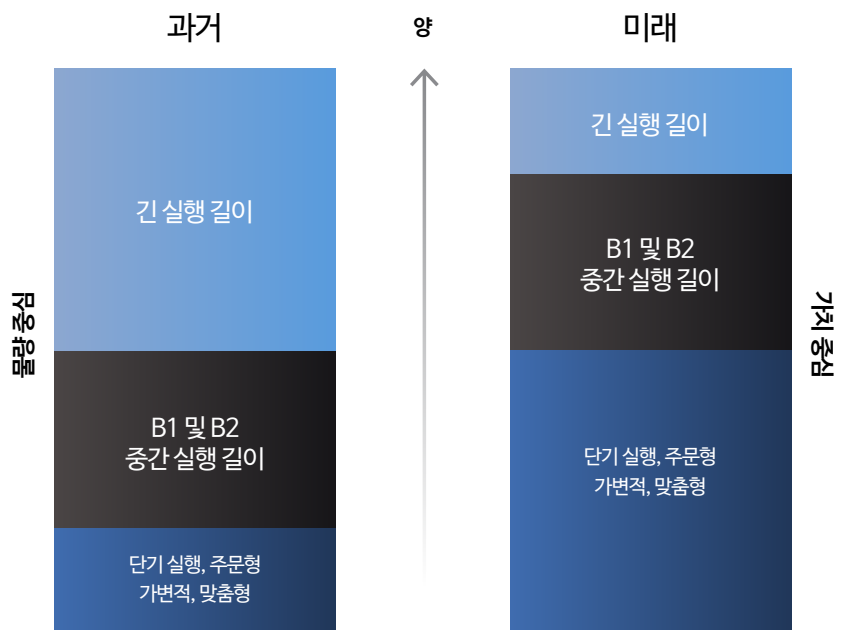 과거
양
미래
긴 실행 길이
B1 및 B2
중간 실행 길이
단기 실행, 주문형
가변적, 맞춤형
물량 중심
긴 실행 길이
B1 및 B2
중간 실행 길이
단기 실행, 주문형
가변적, 맞춤형
가치 중심